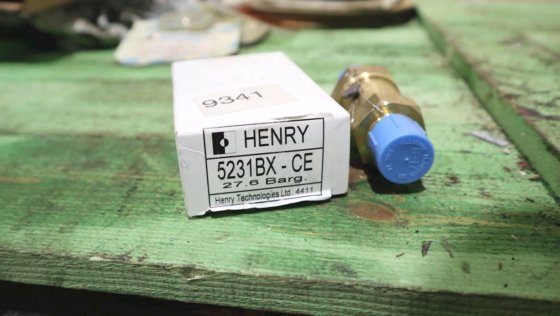 9341
HENRY
5231BX - CE
27.6 Barg.
Henry Technologies Ltd. 4411